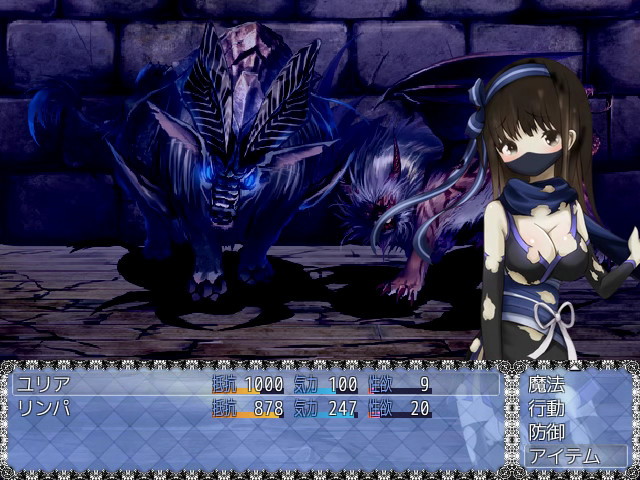 ユリア 抵抗 1000 気力 100 性欲 9
リンパ 抵抗 878 気力 247 性欲 20
魔法
行動
防御
アイテム